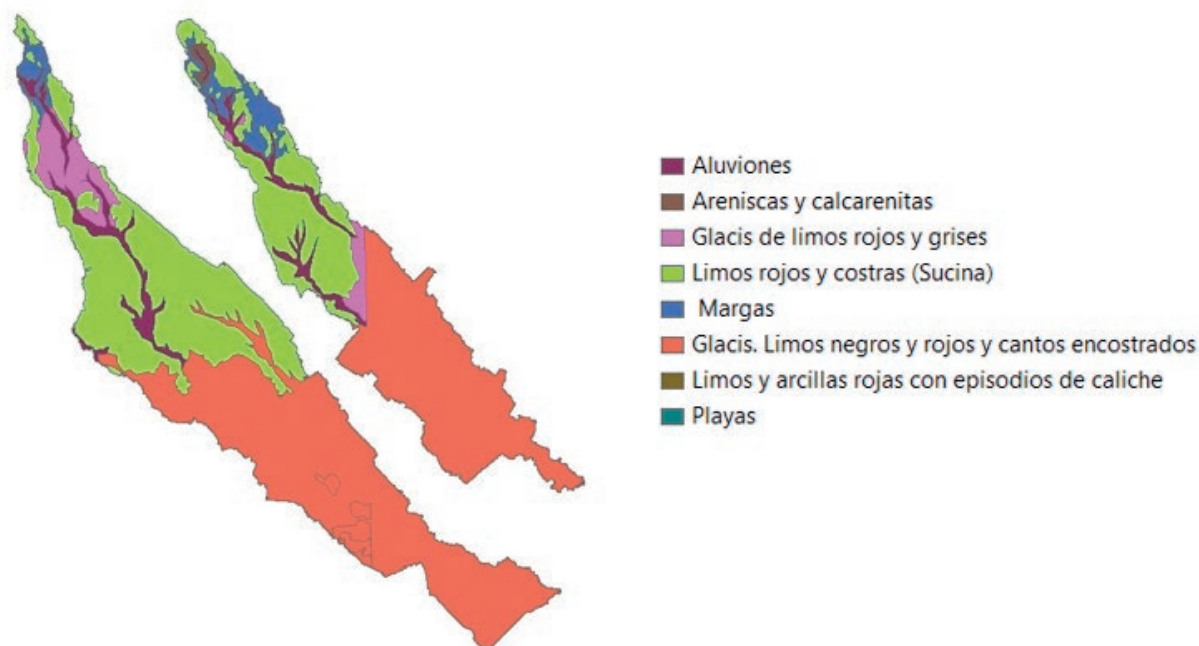 Aluviones
Areniscas y calcarenitas
Glacis de limos rojos y grises
Limos rojos y costras (Sucina)
Margas
Glacis. Limos negros y rojos y cantos encostrados
Limos y arcillas rojas con episodios de caliche
Playas